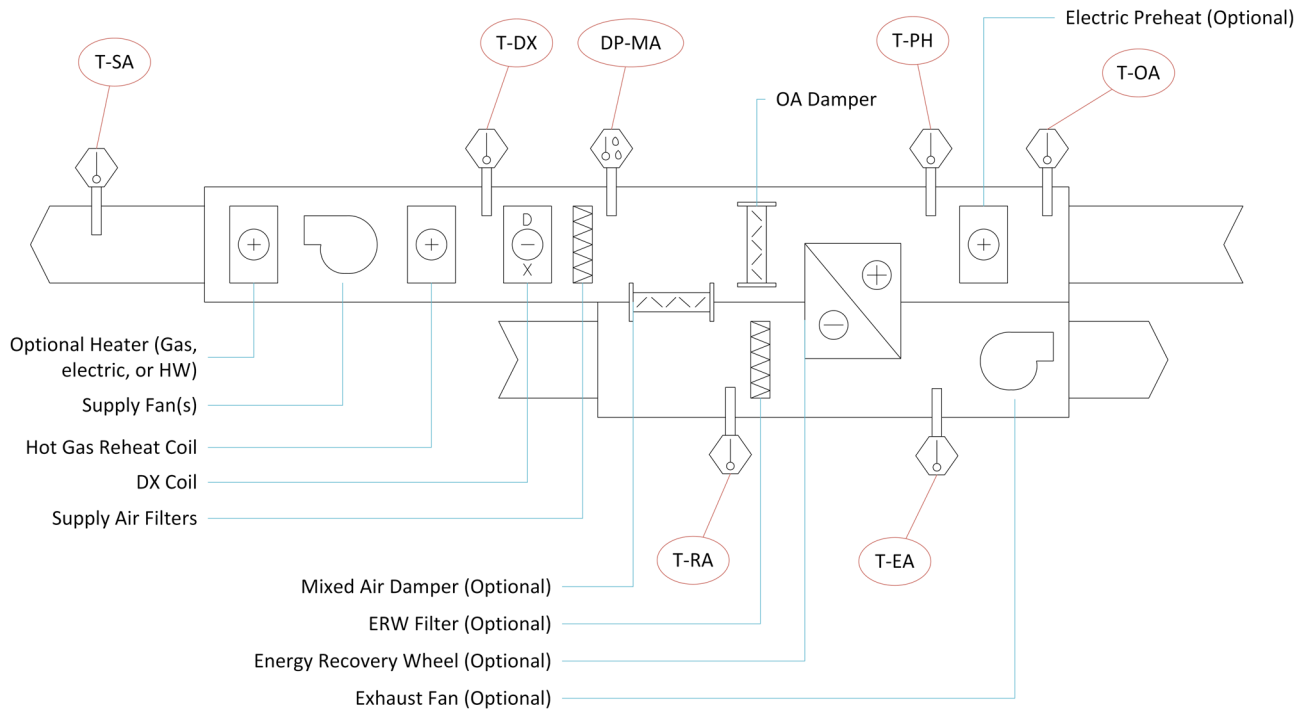 Electric Preheat (Optional)
T-DX
DP-MA
T-PH
T-SA
T-OA
OA Damper
D
X
Optional Heater (Gas,
electric, or HW)
Supply Fan(s)
Hot Gas Reheat Coil
DX Coil
Supply Air Filters
T-RA
T-EA
Mixed Air Damper (Optional)
ERW Filter (Optional)
Energy Recovery Wheel (Optional)
Exhaust Fan (Optional)